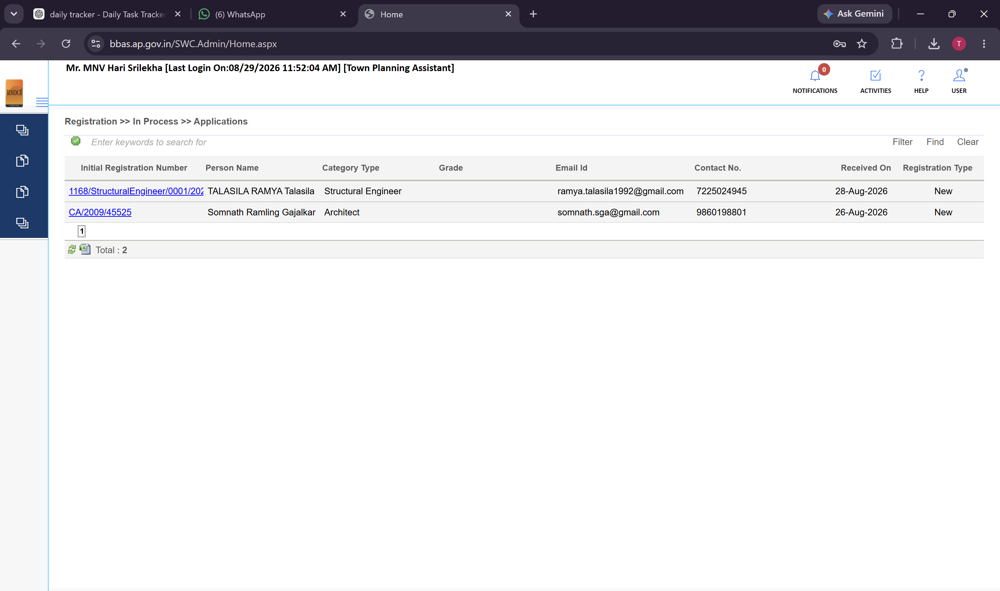 daily tracker - Daily Task Tracker
(6) WhatsApp
Home
Ask Gemini
bbas.ap.gov.in/SWC.Admin/Home.aspx
T
Mr. MNV Hari Srilekha [Last Login On:08/29/2026 11:52:04 AM] [Town Planning Assistant]
0
NOTIFICATIONS ACTIVITIES HELP USER
BIMDCR
Registration >> In Process >> Applications
Enter keywords to search for Filter Find Clear
Initial Registration Number Person Name Category Type Grade Email Id Contact No. Received On Registration Type
1168/StructuralEngineer/0001/202 TALASILA RAMYA Talasila Structural Engineer ramya.talasila1992@gmail.com 7225024945 28-Aug-2026 New
CA/2009/45525 Somnath Ramling Gajalkar Architect somnath.sga@gmail.com 9860198801 26-Aug-2026 New
1
Total : 2